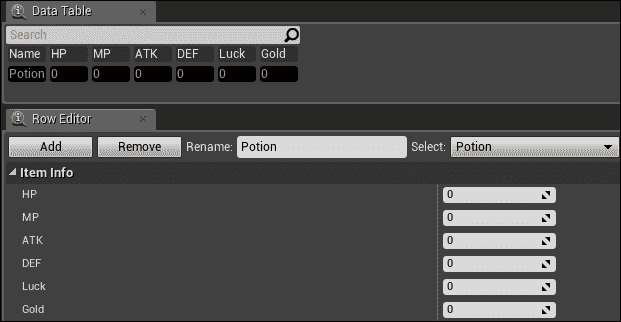 Data Table
Search
Name HP MP ATK DEF Luck Gold
Potion 0 0 0 0 0 0
Row Editor
Add Remove Rename: Potion Select: Potion
Item Info
HP 0
MP 0
ATK 0
DEF 0
Luck 0
Gold 0